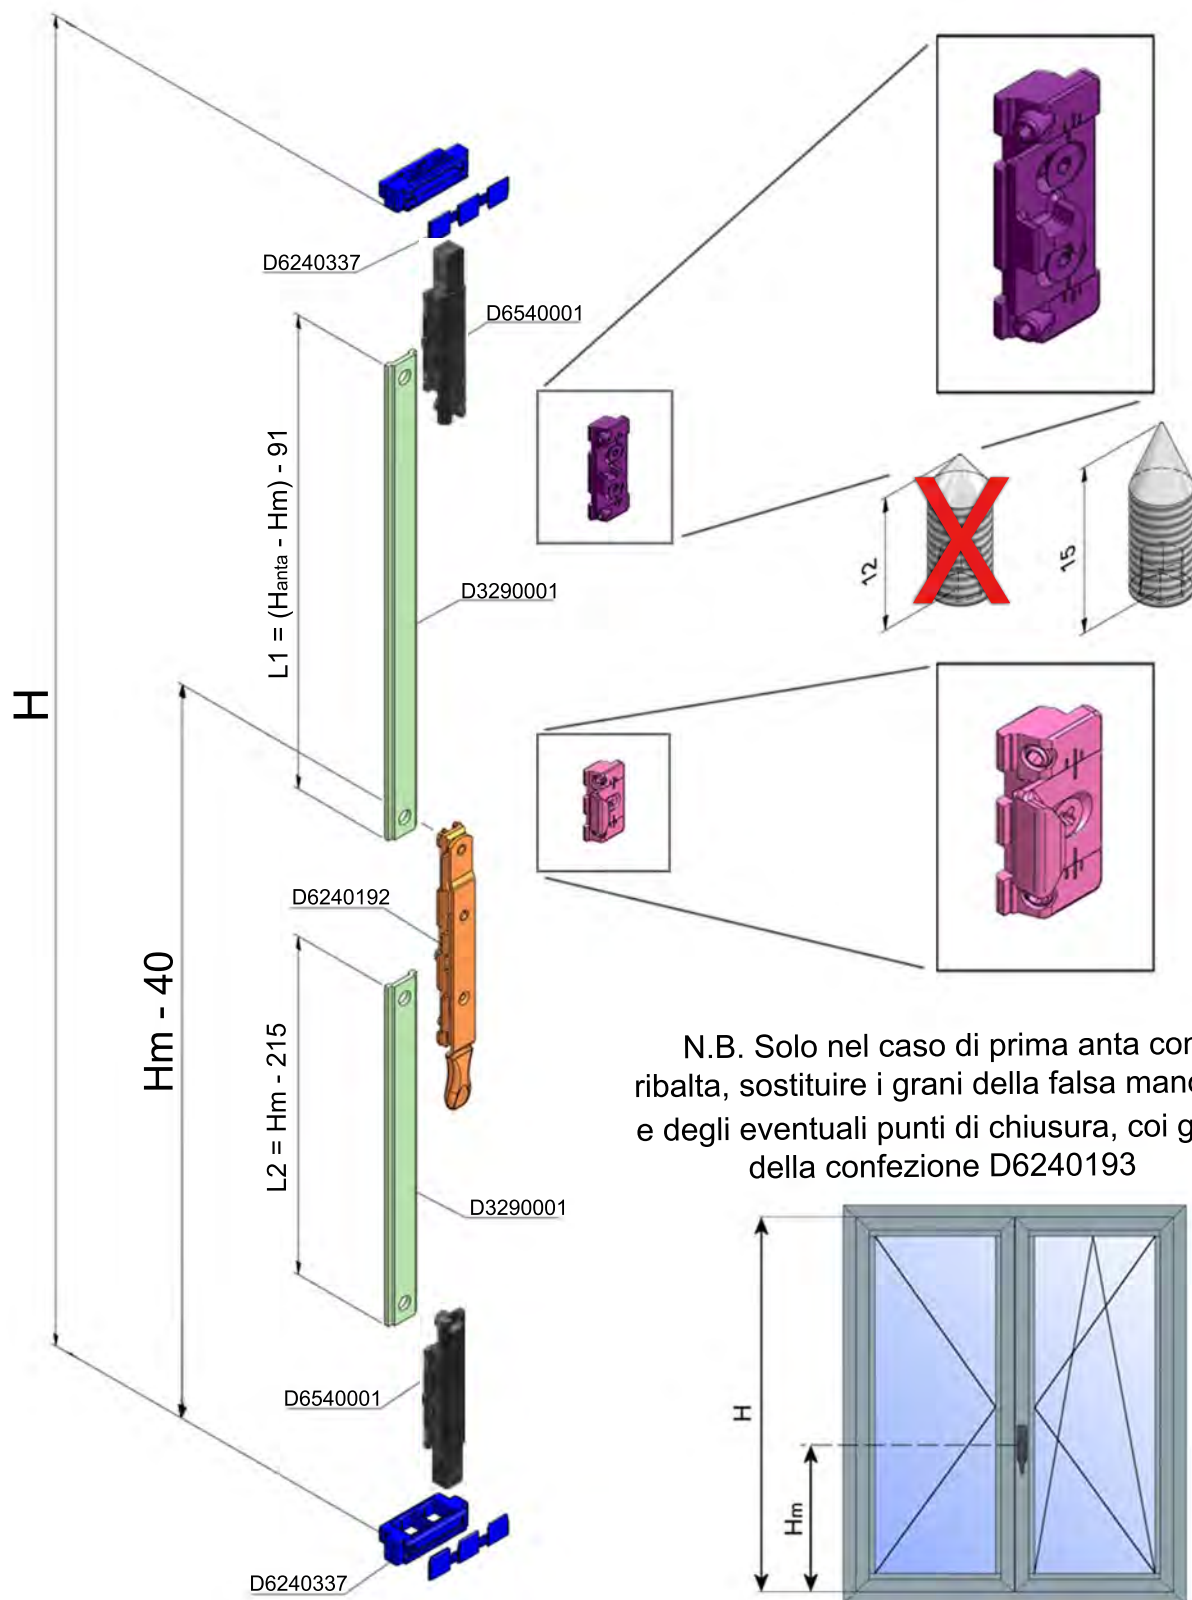 D6240337
D6540001
L1 = (Hanta - Hm) - 91
D3290001
12
15
H
D6240192
Hm - 40
L2 = Hm - 215
D3290001
N.B. Solo nel caso di prima anta con
ribalta, sostituire i grani della falsa
e degli eventuali punti di chiusura, coi
della confezione D6240193
D6540001
D6240337
H
Hm